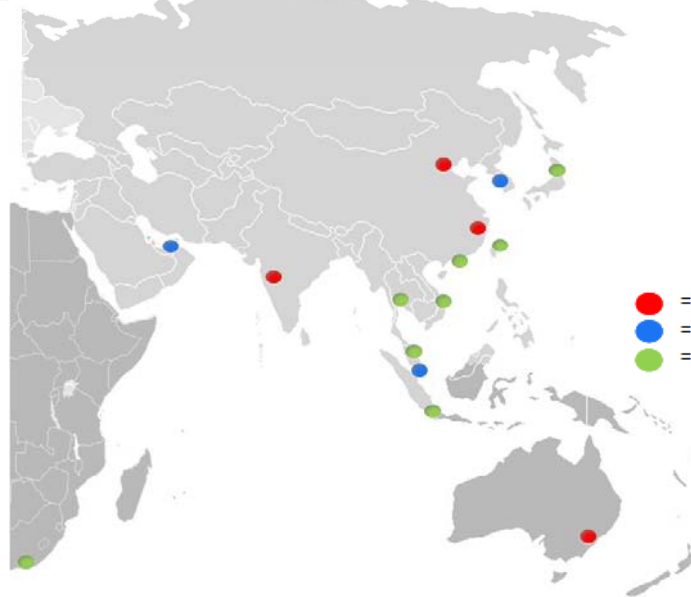 =
=
=